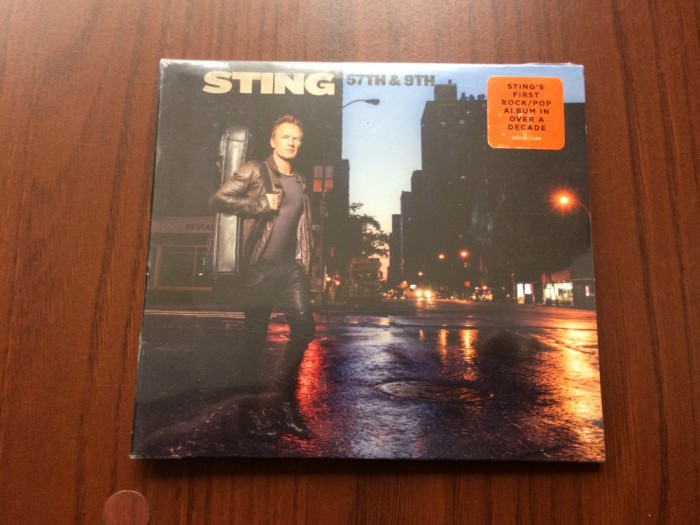 STING
57TH & 9TH
STING'S
FIRST
ROCK/POP
ALBUM IN
OVER A
DECADE